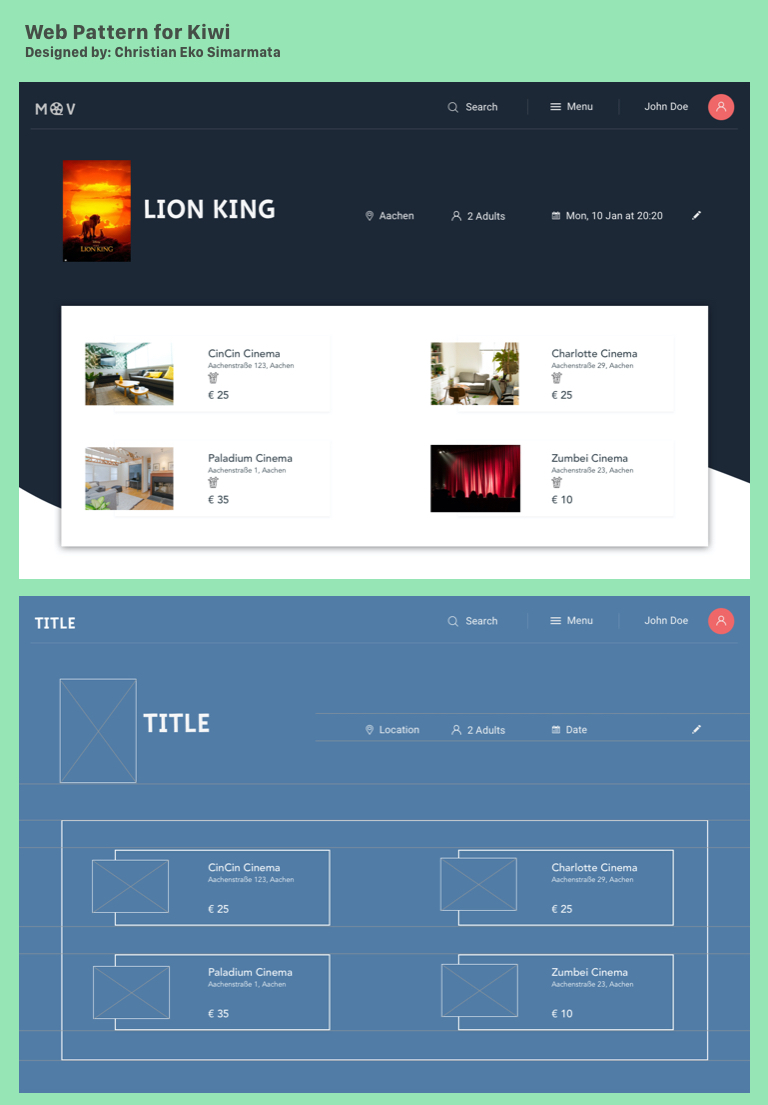 Web Pattern for Kiwi
Designed by: Christian Eko Simarmata
MOV
Search
Menu
John Doe
LION KING
Aachen
2 Adults
Mon, 10 Jan at 20:20
Disney
LION KING
CinCin Cinema
Aachenstraße 123, Aachen
€ 25
Charlotte Cinema
Aachenstraße 29, Aachen
€ 25
Paladium Cinema
Aachenstraße 1, Aachen
€ 35
Zumbei Cinema
Aachenstraße 23, Aachen
€ 10
TITLE
Search
Menu
John Doe
TITLE
Location
2 Adults
Date
CinCin Cinema
Aachenstraße 123, Aachen
€ 25
Charlotte Cinema
Aachenstraße 29, Aachen
€ 25
Paladium Cinema
Aachenstraße 1, Aachen
€ 35
Zumbei Cinema
Aachenstraße 23, Aachen
€ 10